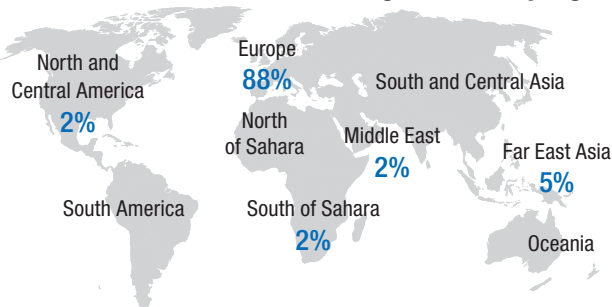 North and
Central America
2%
Europe
88%
South and Central Asia
North
of Sahara
Middle East
2%
Far East Asia
5%
South America
South of Sahara
2%
Oceania